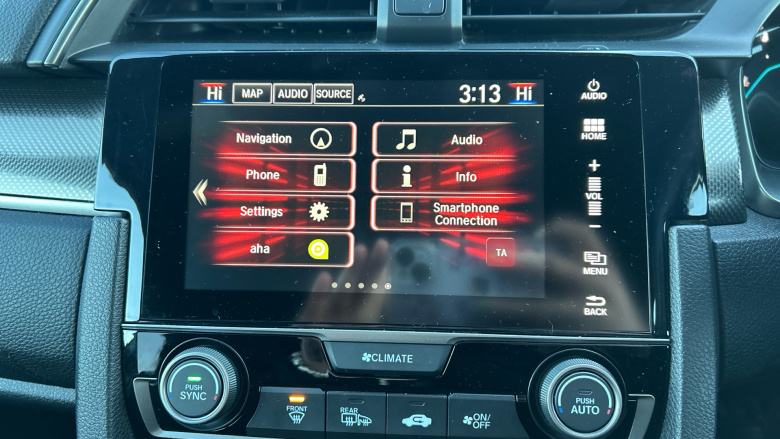 Hi MAP AUDIO SOURCE 3:13 Hi
Navigation
Audio
Phone
Info
Settings
Smartphone
Connection
aha
TA
AUDIO
HOME
+
VOL
−
MENU
BACK
CLIMATE
PUSH
SYNC
FRONT
REAR
ON/
OFF
PUSH
AUTO